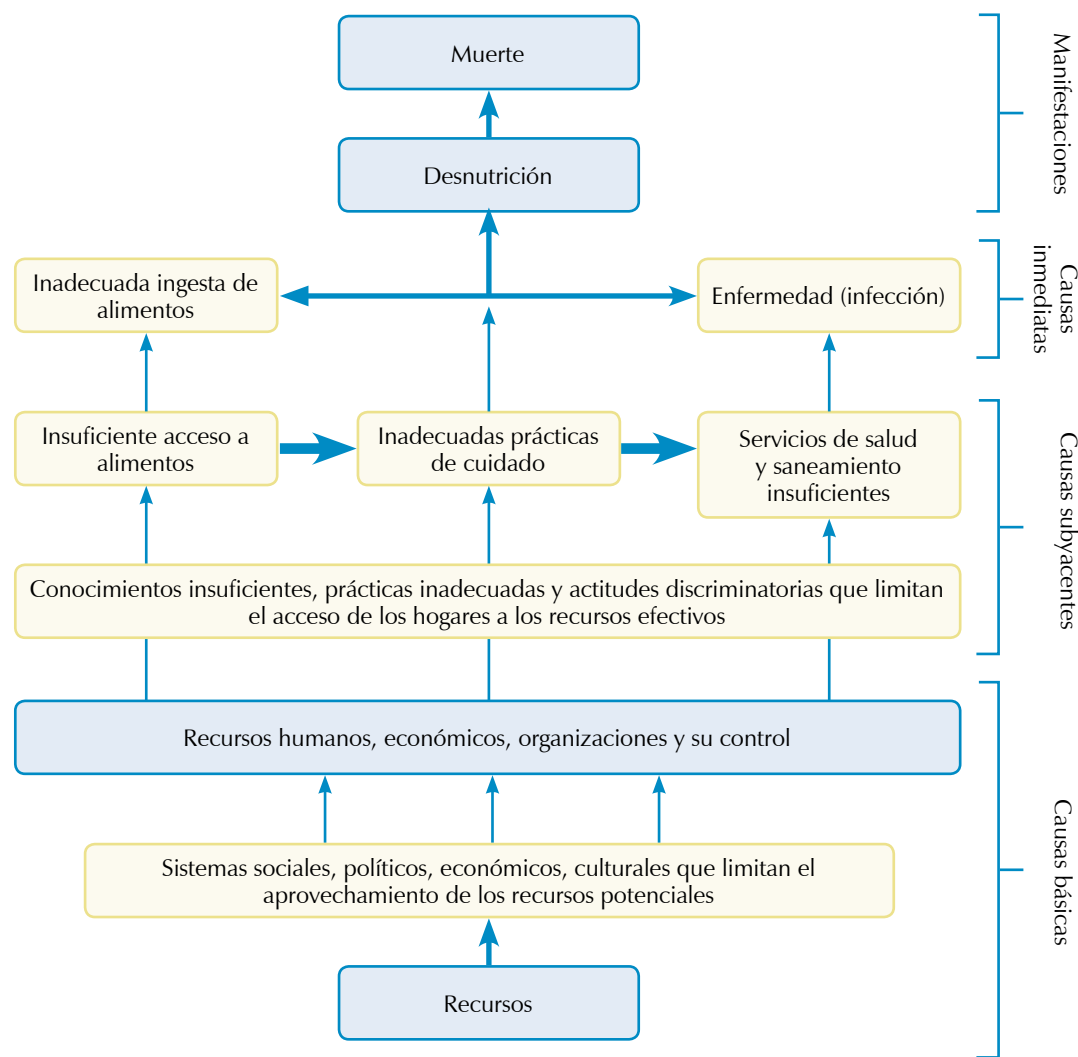 Muerte
Desnutrición
Manifestaciones
Inadecuada ingesta de
alimentos
Enfermedad (infección)
Causas
inmediatas
Insuficiente acceso a
alimentos
Inadecuadas prácticas
de cuidado
Servicios de salud
y saneamiento
insuficientes
Conocimientos insuficientes, prácticas inadecuadas y actitudes discriminatorias que limitan
el acceso de los hogares a los recursos efectivos
Causas subyacentes
Recursos humanos, económicos, organizaciones y su control
Sistemas sociales, políticos, económicos, culturales que limitan el
aprovechamiento de los recursos potenciales
Recursos
Causas básicas